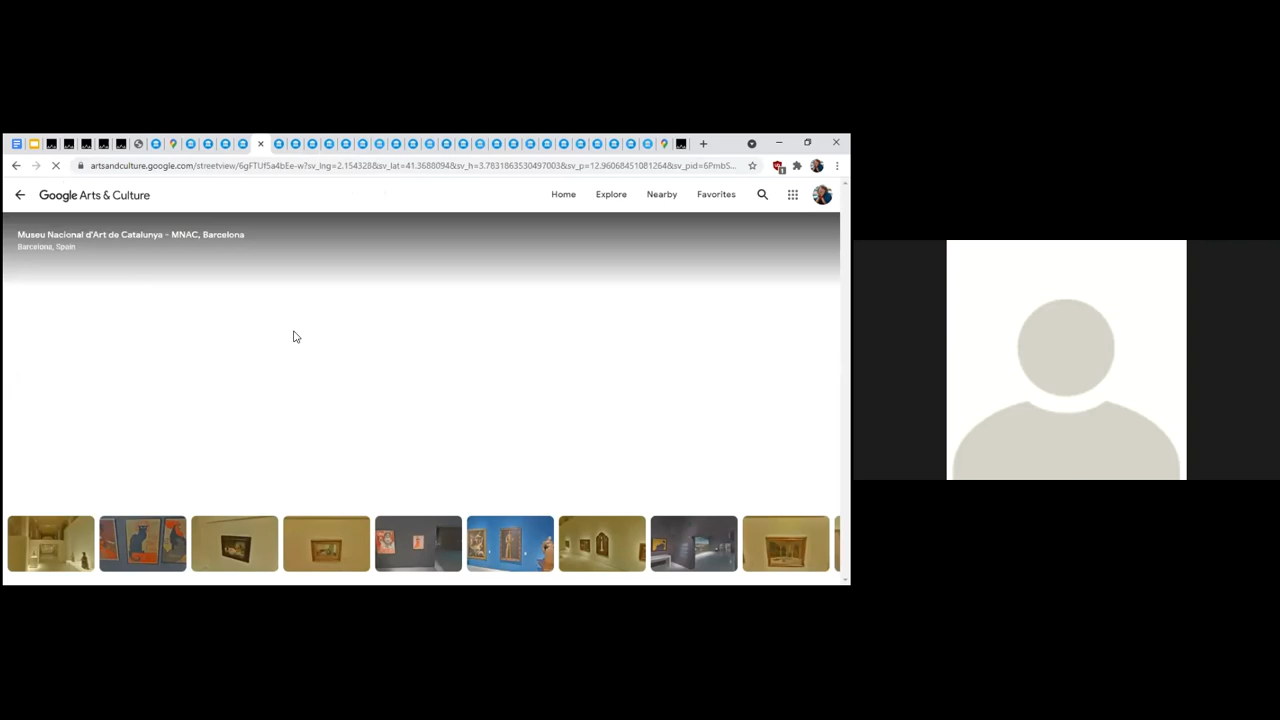 artsandculture.google.com/streetview/6gFTUf5a4bEe-w?sv_lng=2.154328&sv_lat=41.3688094&sv_h=3.7831863530497003&sv_p=12.96068451081264&sv_pid=6PmbS...
Google Arts & Culture
Home Explore Nearby Favorites
Museu Nacional d'Art de Catalunya - MNAC, Barcelona
Barcelona, Spain